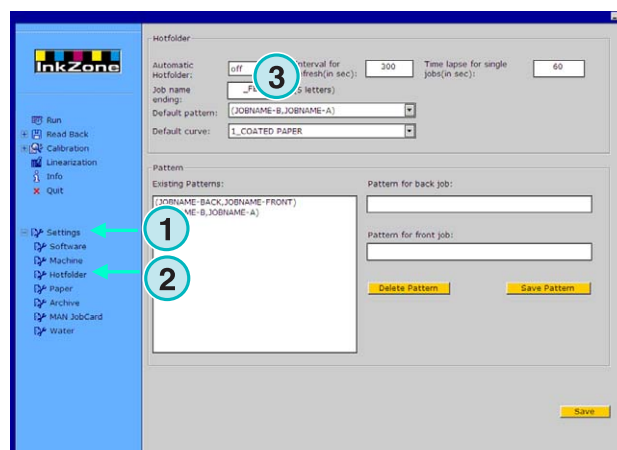 InkZone
Run
Read Back
Calibration
Linearization
Info
Quit
Settings
Software
Machine
Hotfolder
Paper
Archive
MAN JobCard
Water
Hotfolder
Automatic Hotfolder: off
for refresh(in sec): 300
Time lapse for single jobs(in sec): 60
Job name ending: letters)
Default pattern: (JOBNAME-B,JOBNAME-A)
Default curve: 1_COATED PAPER
Pattern
Existing Patterns:
(JOBNAME-BACK,JOBNAME-FRONT)
JOBNAME-A)
Pattern for back job:
Pattern for front job:
Delete Pattern
Save Pattern
Save
1
2
3